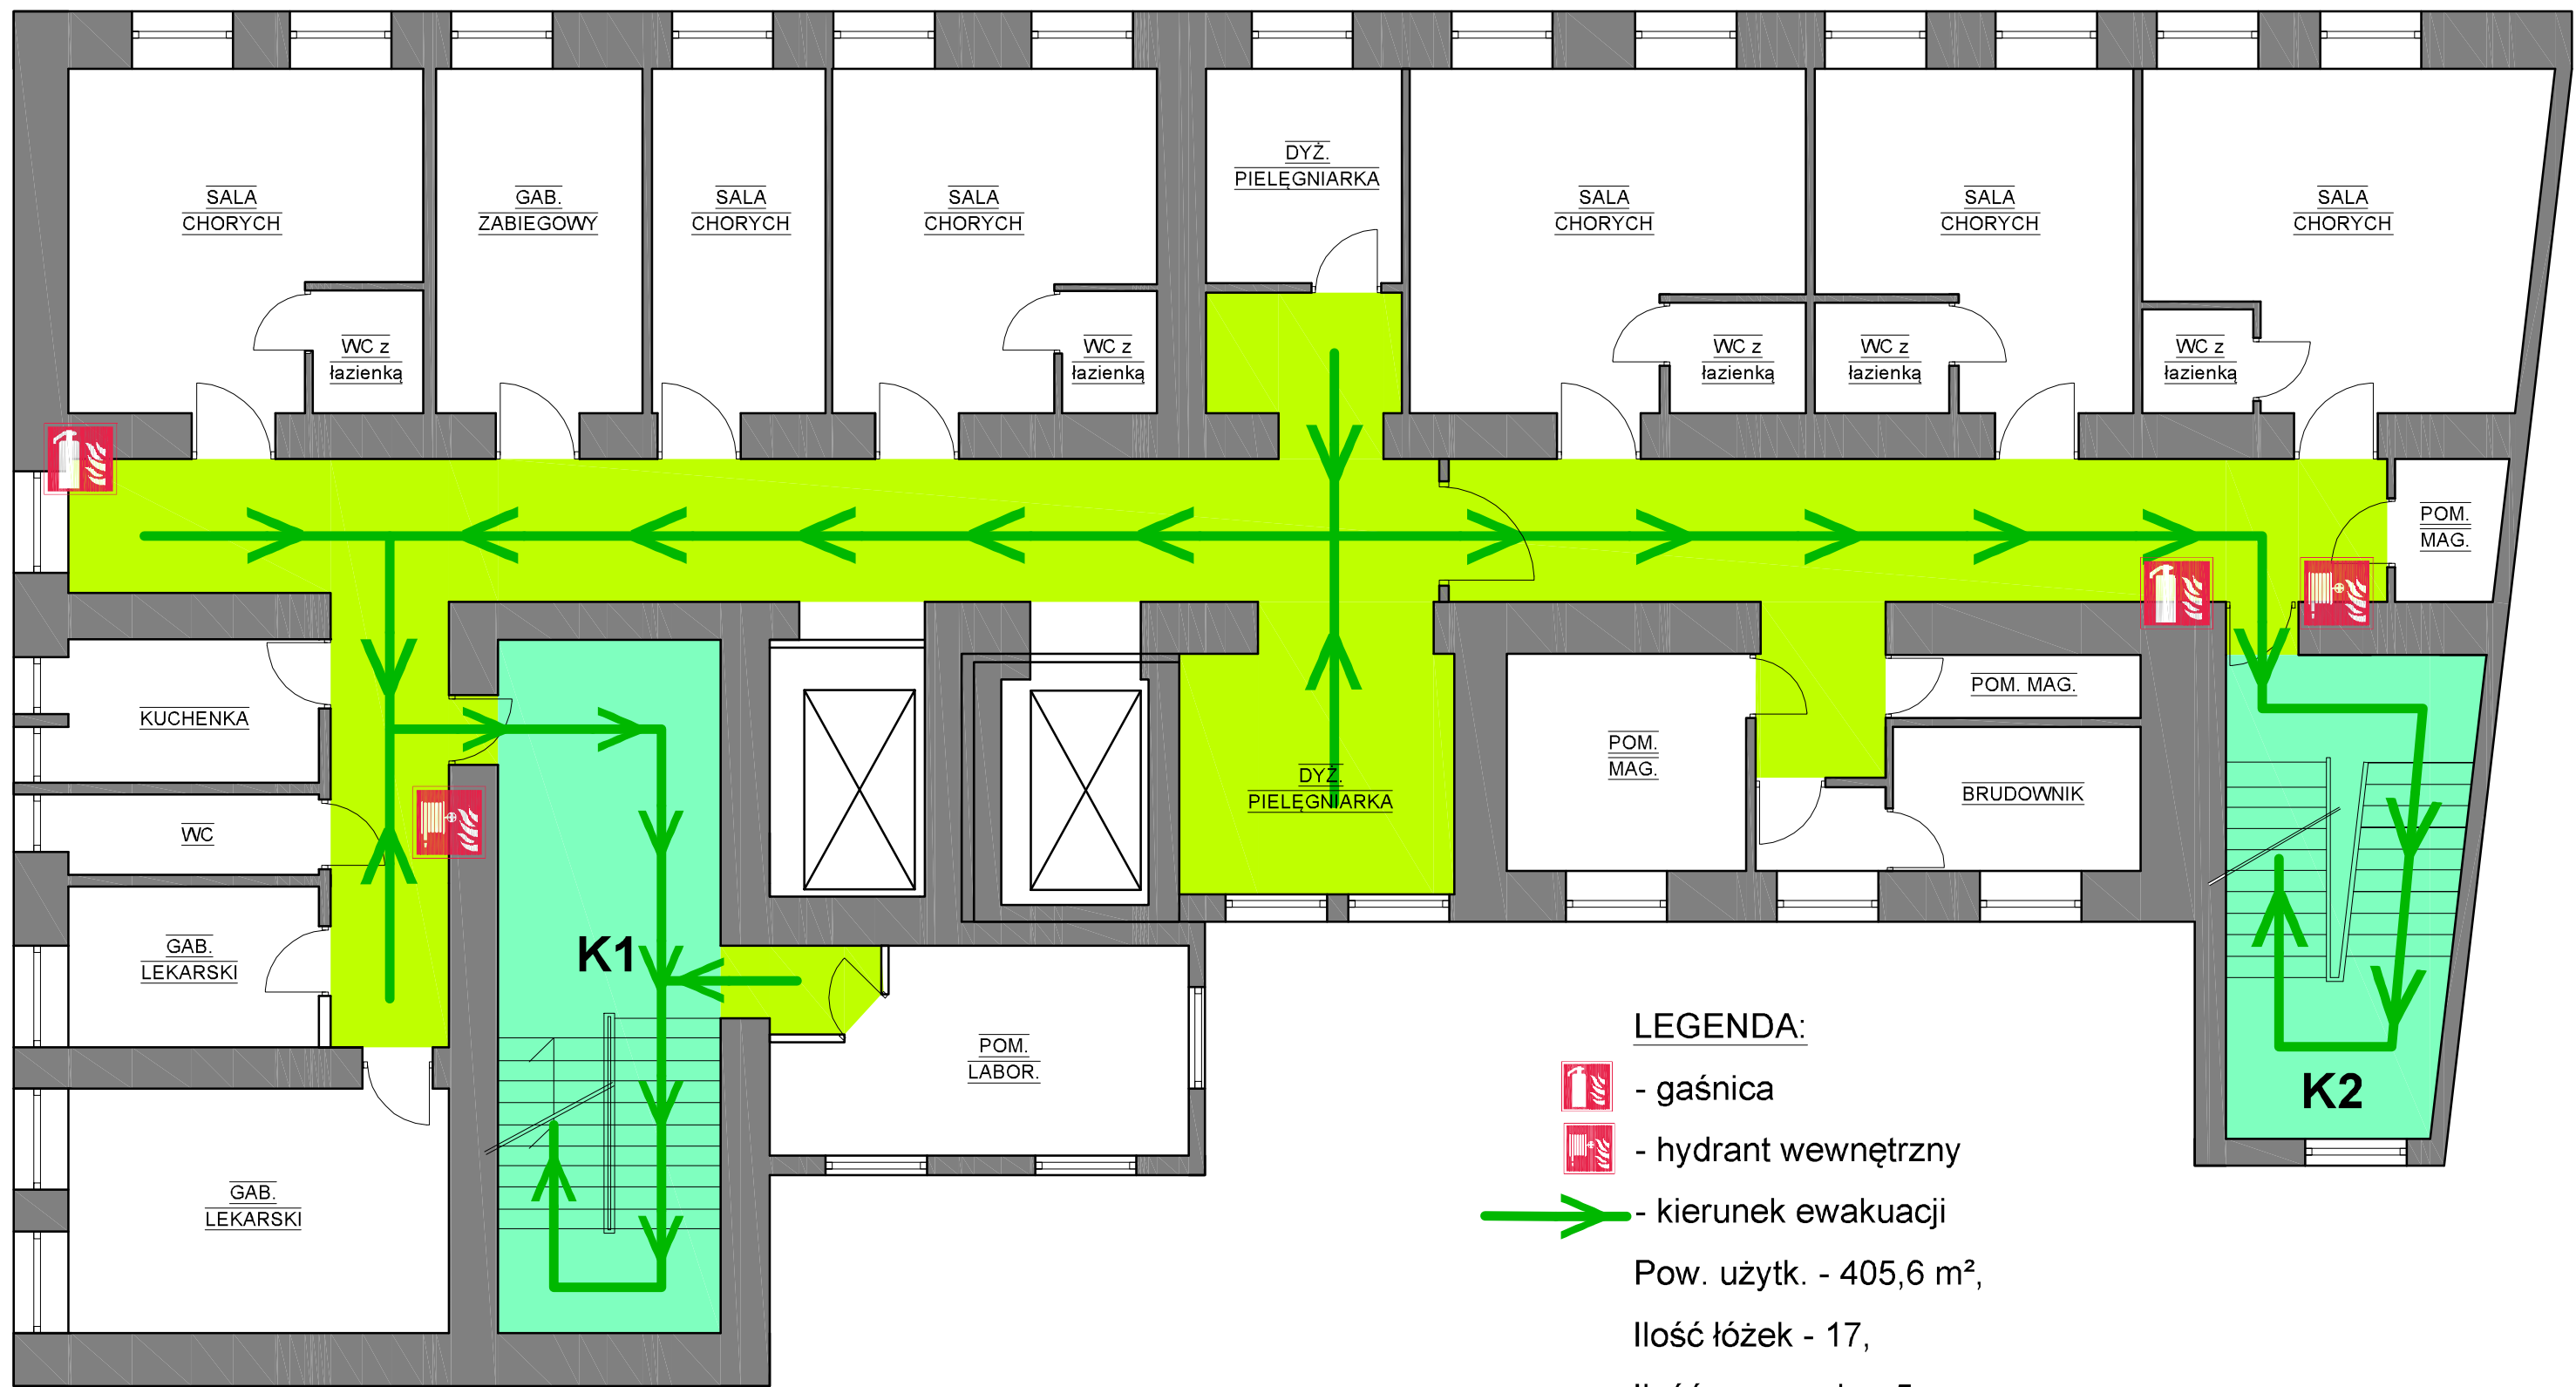 SALA
CHORYCH
GAB.
ZABIEGOWY
SALA
CHORYCH
SALA
CHORYCH
DYŻ.
PIELĘGNIARKA
SALA
CHORYCH
SALA
CHORYCH
SALA
CHORYCH
WC z
łazienką
WC z
łazienką
WC z
łazienką
WC z
łazienką
WC z
łazienką
POM.
MAG.
KUCHENKA
POM. MAG.
POM.
MAG.
DYŻ.
PIELĘGNIARKA
BRUDOWNIK
WC
GAB.
LEKARSKI
K1
POM.
LABOR.
GAB.
LEKARSKI
K2
LEGENDA:
- gaśnica
- hydrant wewnętrzny
- kierunek ewakuacji
Pow. użytk. - 405,6 m²,
Ilość łóżek - 17,